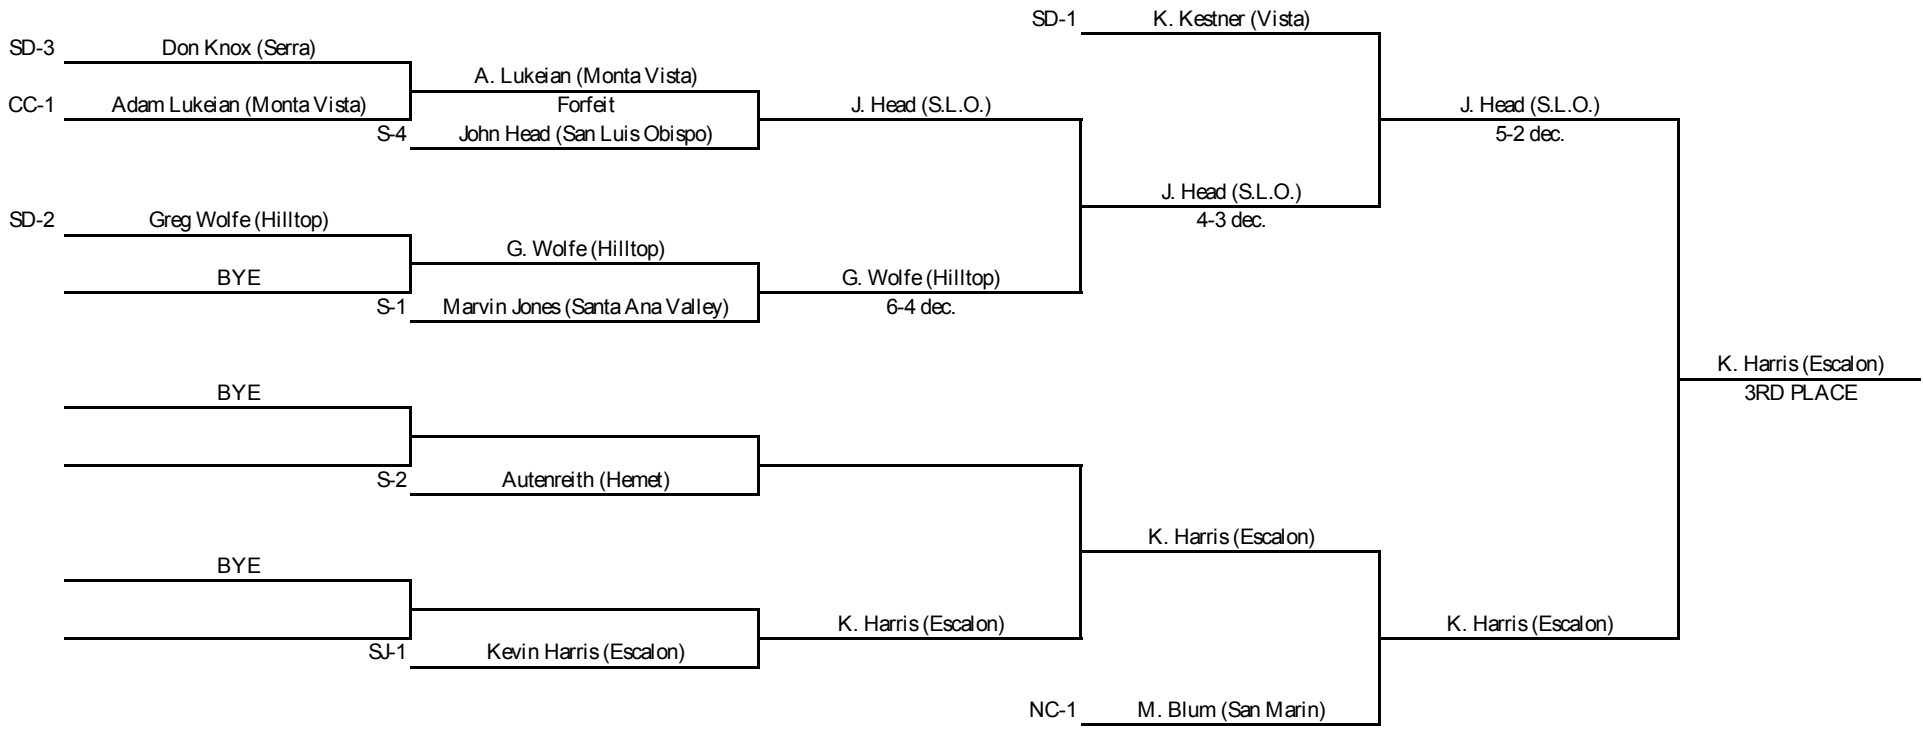 SD-1 K. Kestner (Vista)
SD-3 Don Knox (Serra)
A. Lukeian (Monta Vista)
CC-1 Adam Lukeian (Monta Vista) Forfeit J. Head (S.L.O.) J. Head (S.L.O.)
S-4 John Head (San Luis Obispo) 5-2 dec.
J. Head (S.L.O.)
SD-2 Greg Wolfe (Hilltop) 4-3 dec.
G. Wolfe (Hilltop)
BYE G. Wolfe (Hilltop)
S-1 Marvin Jones (Santa Ana Valley) 6-4 dec.
K. Harris (Escalon)
BYE 3RD PLACE
S-2 Autenreith (Hemet)
K. Harris (Escalon)
BYE
K. Harris (Escalon) K. Harris (Escalon)
SJ-1 Kevin Harris (Escalon)
NC-1 M. Blum (San Marin)